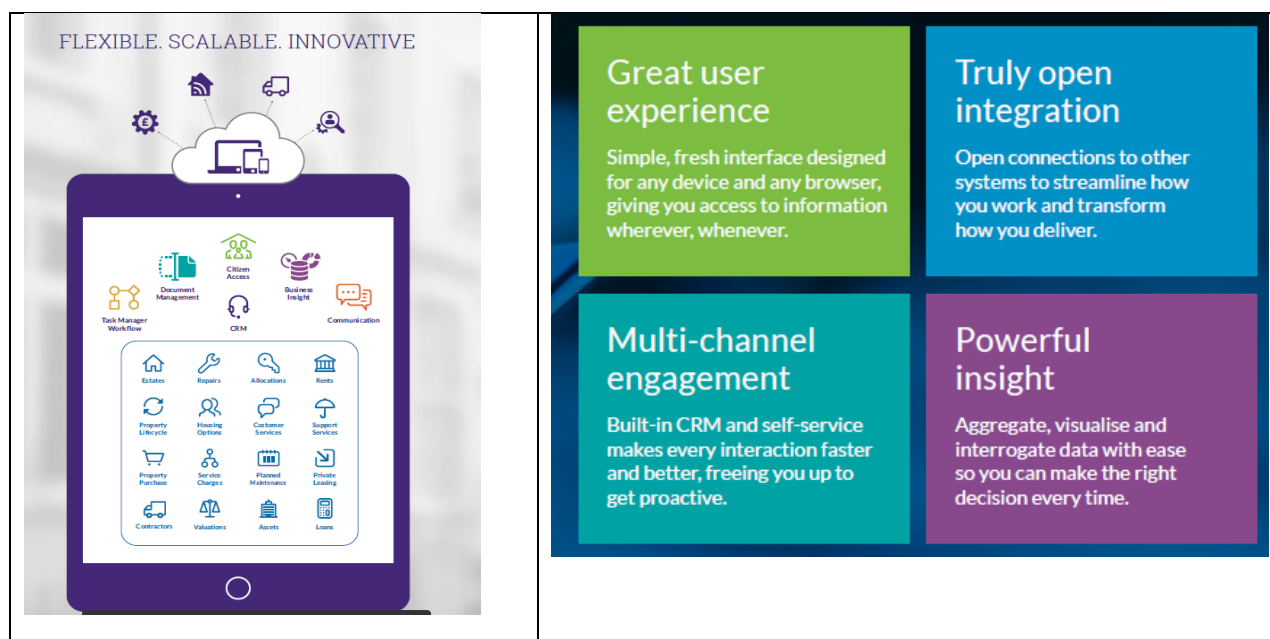 FLEXIBLE. SCALABLE. INNOVATIVE
£
Citizen
Access
Document
Management
Business
Insight
Task Manager
Workflow
CRM
Communication
Estates
Repairs
Allocations
Rents
Property
Lifecycle
Housing
Options
Customer
Services
Support
Services
Property
Purchase
Service
Charges
Planned
Maintenance
Private
Leasing
Contractors
Valuations
Assets
Loans
Great user
experience
Simple, fresh interface designed
for any device and any browser,
giving you access to information
wherever, whenever.
Truly open
integration
Open connections to other
systems to streamline how
you work and transform
how you deliver.
Multi-channel
engagement
Built-in CRM and self-service
makes every interaction faster
and better, freeing you up to
get proactive.
Powerful
insight
Aggregate, visualise and
interrogate data with ease
so you can make the right
decision every time.